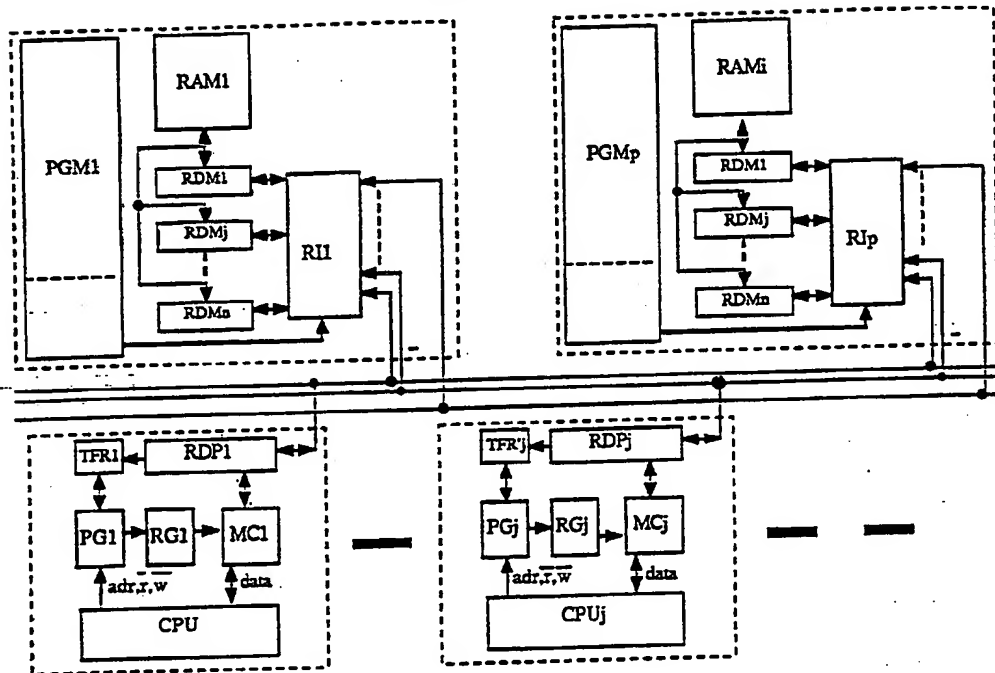 RAM1
PGM1
RDM1
RDMj
RI1
RDMn
RAMi
PGMp
RDM1
RDMj
RIp
RDMn
TFR1
RDP1
PG1
RG1
MC1
adr,r,w
data
CPU
TFR'j
RDPj
PGj
RGj
MCj
adr,r,w
data
CPUj